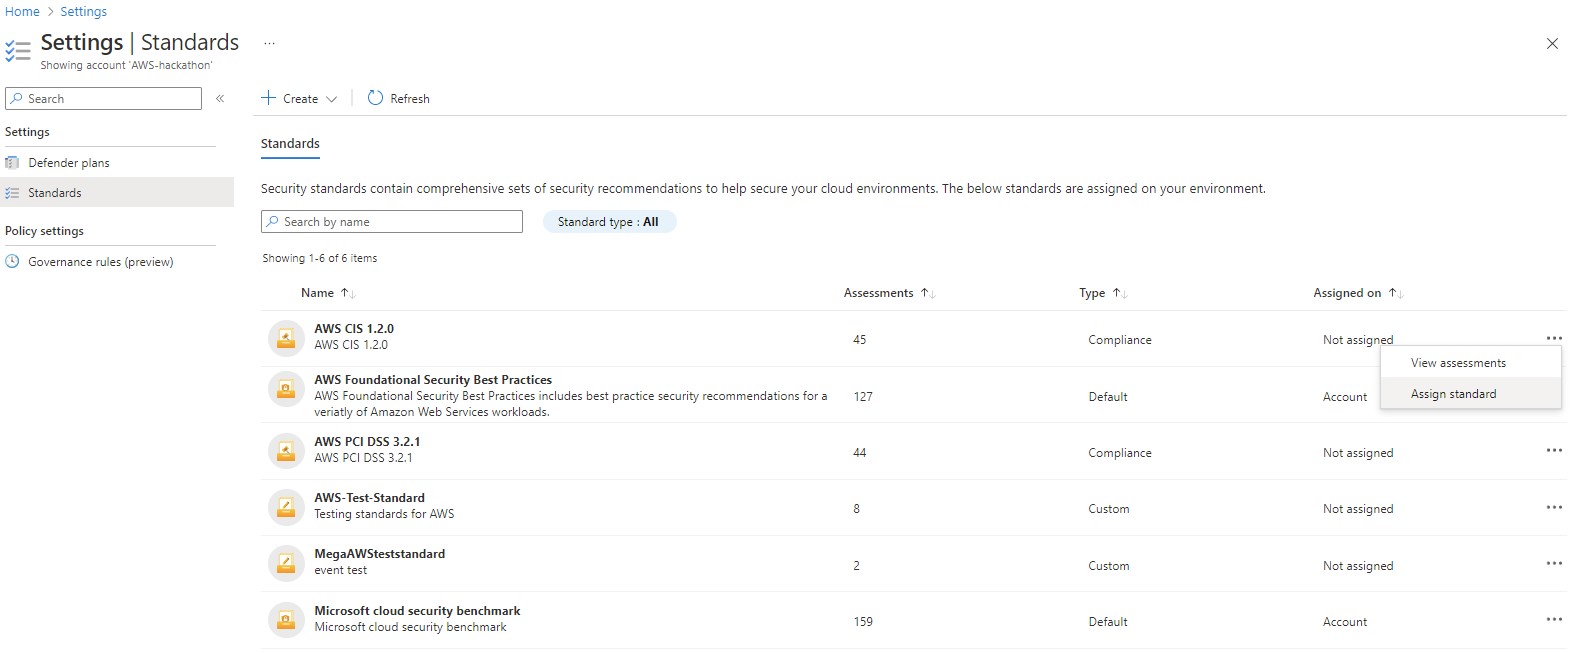 Home > Settings
Settings | Standards ...
Showing account 'AWS-hackathon'
Search «
Create Refresh
Settings
Defender plans
Standards
Policy settings
Governance rules (preview)
Standards
Security standards contain comprehensive sets of security recommendations to help secure your cloud environments. The below standards are assigned on your environment.
Search by name Standard type : All
Showing 1-6 of 6 items
Name ↑↓ Assessments ↑↓ Type ↑↓ Assigned on ↑↓
AWS CIS 1.2.0
AWS CIS 1.2.0
45 Compliance Not assigned ...
View assessments
Assign standard
AWS Foundational Security Best Practices
AWS Foundational Security Best Practices includes best practice security recommendations for a
veriatly of Amazon Web Services workloads.
127 Default Account
AWS PCI DSS 3.2.1
AWS PCI DSS 3.2.1
44 Compliance Not assigned ...
AWS-Test-Standard
Testing standards for AWS
8 Custom Not assigned ...
MegaAWSteststandard
event test
2 Custom Not assigned ...
Microsoft cloud security benchmark
Microsoft cloud security benchmark
159 Default Account ...